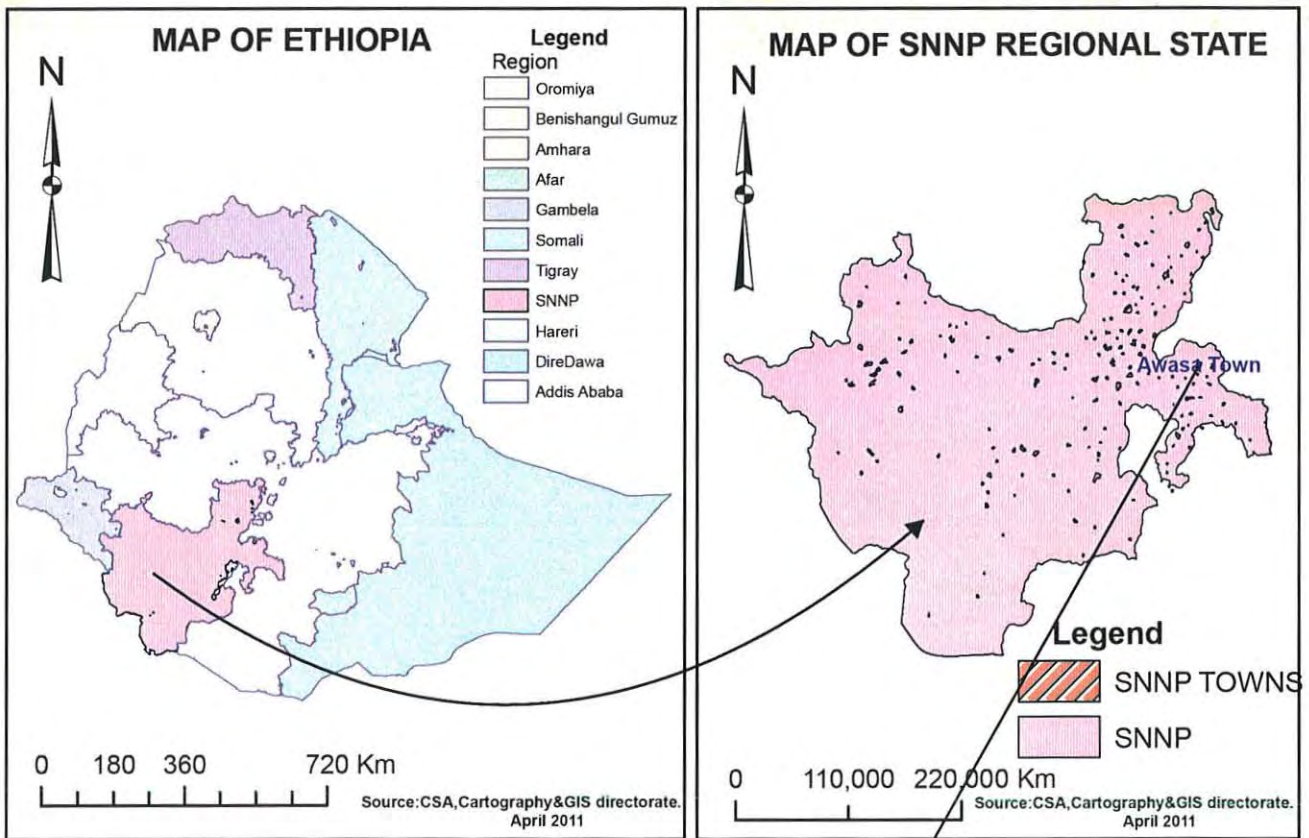 MAP OF ETHIOPIA
N
Legend
Region
Oromiya
Benishangul Gumuz
Amhara
Afar
Gambela
Somali
Tigray
SNNP
Hareri
DireDawa
Addis Ababa
0 180 360 720 Km
Source:CSA,Cartography&GIS directorate.
April 2011
MAP OF SNNP REGIONAL STATE
N
Awasa Town
Legend
SNNP TOWNS
SNNP
0 110,000 220,000 Km
Source:CSA,Cartography&GIS directorate.
April 2011